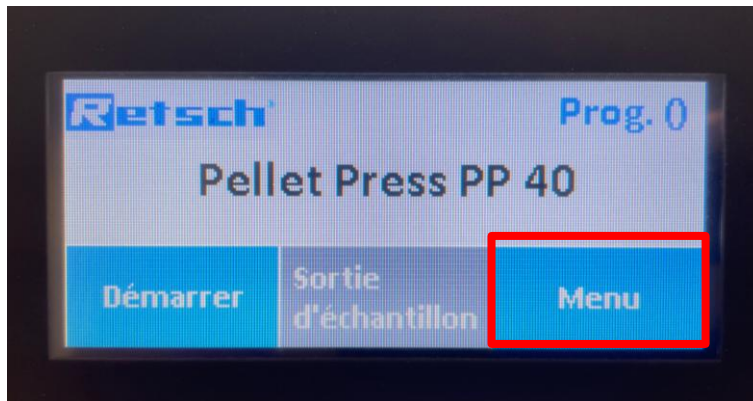 Retsch
Prog. 0
Pellet Press PP 40
Démarrer
Sortie
d'échantillon
Menu